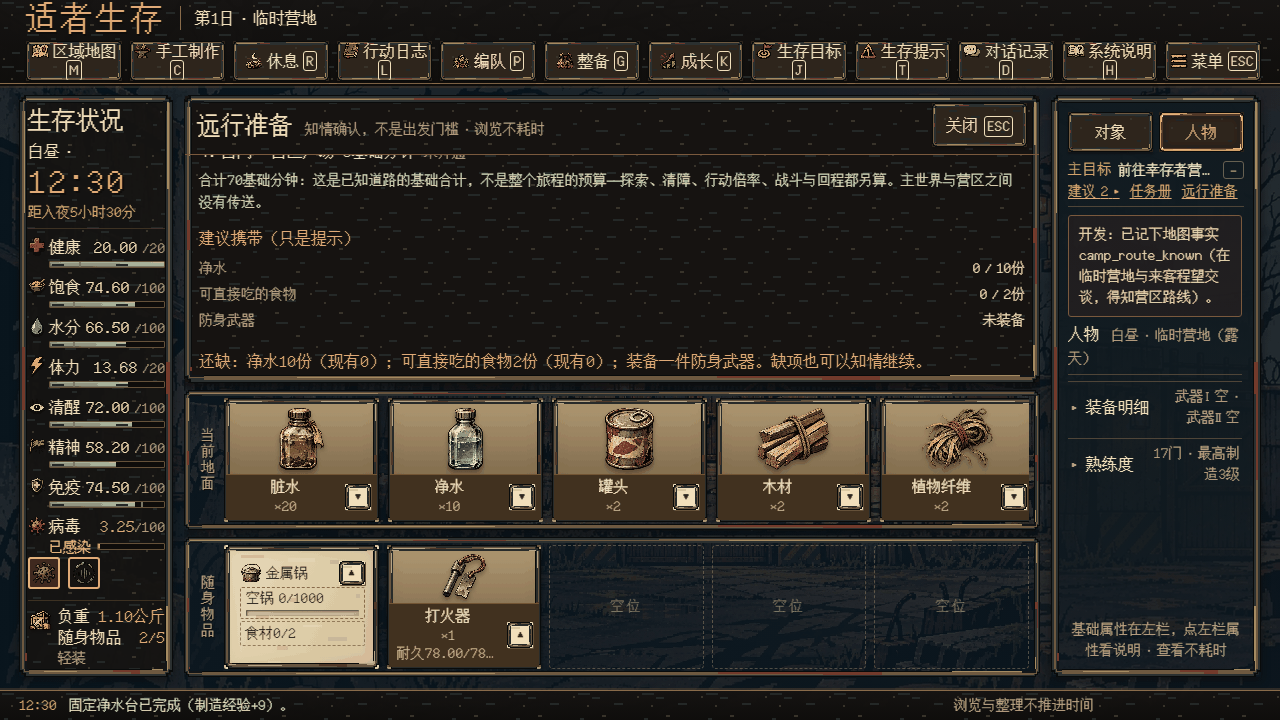 适者生存
第1日 · 临时营地
区域地图 M
手工制作 C
休息 R
行动日志 L
编队 P
整备 G
成长 K
生存目标 J
生存提示 T
对话记录 D
系统说明 H
菜单 ESC
生存状况
白昼 ·
12:30
距入夜5小时30分
健康 20.00 /20
饱食 74.60 /100
水分 66.50 /100
体力 13.68 /20
清醒 72.00 /100
精神 58.20 /100
免疫 74.50 /100
病毒 3.25/100
已感染
负重 1.10公斤
随身物品 2/5
轻装
远行准备 知情确认，不是出发门槛 · 浏览不耗时
关闭 ESC
合计70基础分钟：这是已知道路的基础合计，不是整个旅程的预算——探索、清障、行动倍率、战斗与回程都另算。主世界与营区之间
没有传送。
建议携带（只是提示）
净水 0 / 10份
可直接吃的食物 0 / 2份
防身武器 未装备
还缺：净水10份（现有0）；可直接吃的食物2份（现有0）；装备一件防身武器。缺项也可以知情继续。
当前地面
脏水
×20
净水
×10
罐头
×2
木材
×2
植物纤维
×2
随身物品
金属锅
空锅 0/1000
食材0/2
打火器
×1
耐久78.00/78…
空位
空位
空位
对象
人物
主目标 前往幸存者营… –
建议 2 ▸ 任务册 远行准备
开发：已记下地图事实
camp_route_known（在
临时营地与来客程望交
谈，得知营区路线）。
人物 白昼 · 临时营地（露
天）
▸ 装备明细 武器Ⅰ 空 ·
武器Ⅱ 空
▸ 熟练度 17门 · 最高制
造3级
基础属性在左栏，点左栏属
性看说明 · 查看不耗时
12:30 固定净水台已完成（制造经验+9）。
浏览与整理不推进时间